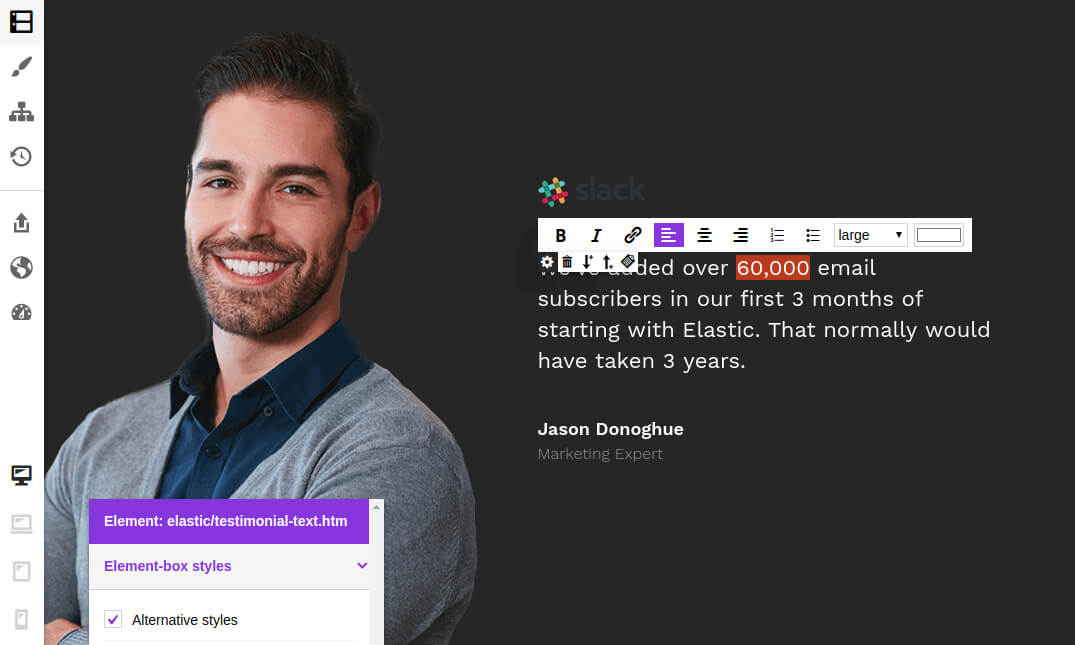 slack
B I large
added over 60,000 email
subscribers in our first 3 months of
starting with Elastic. That normally would
have taken 3 years.
Jason Donoghue
Marketing Expert
Element: elastic/testimonial-text.htm
Element-box styles
Alternative styles